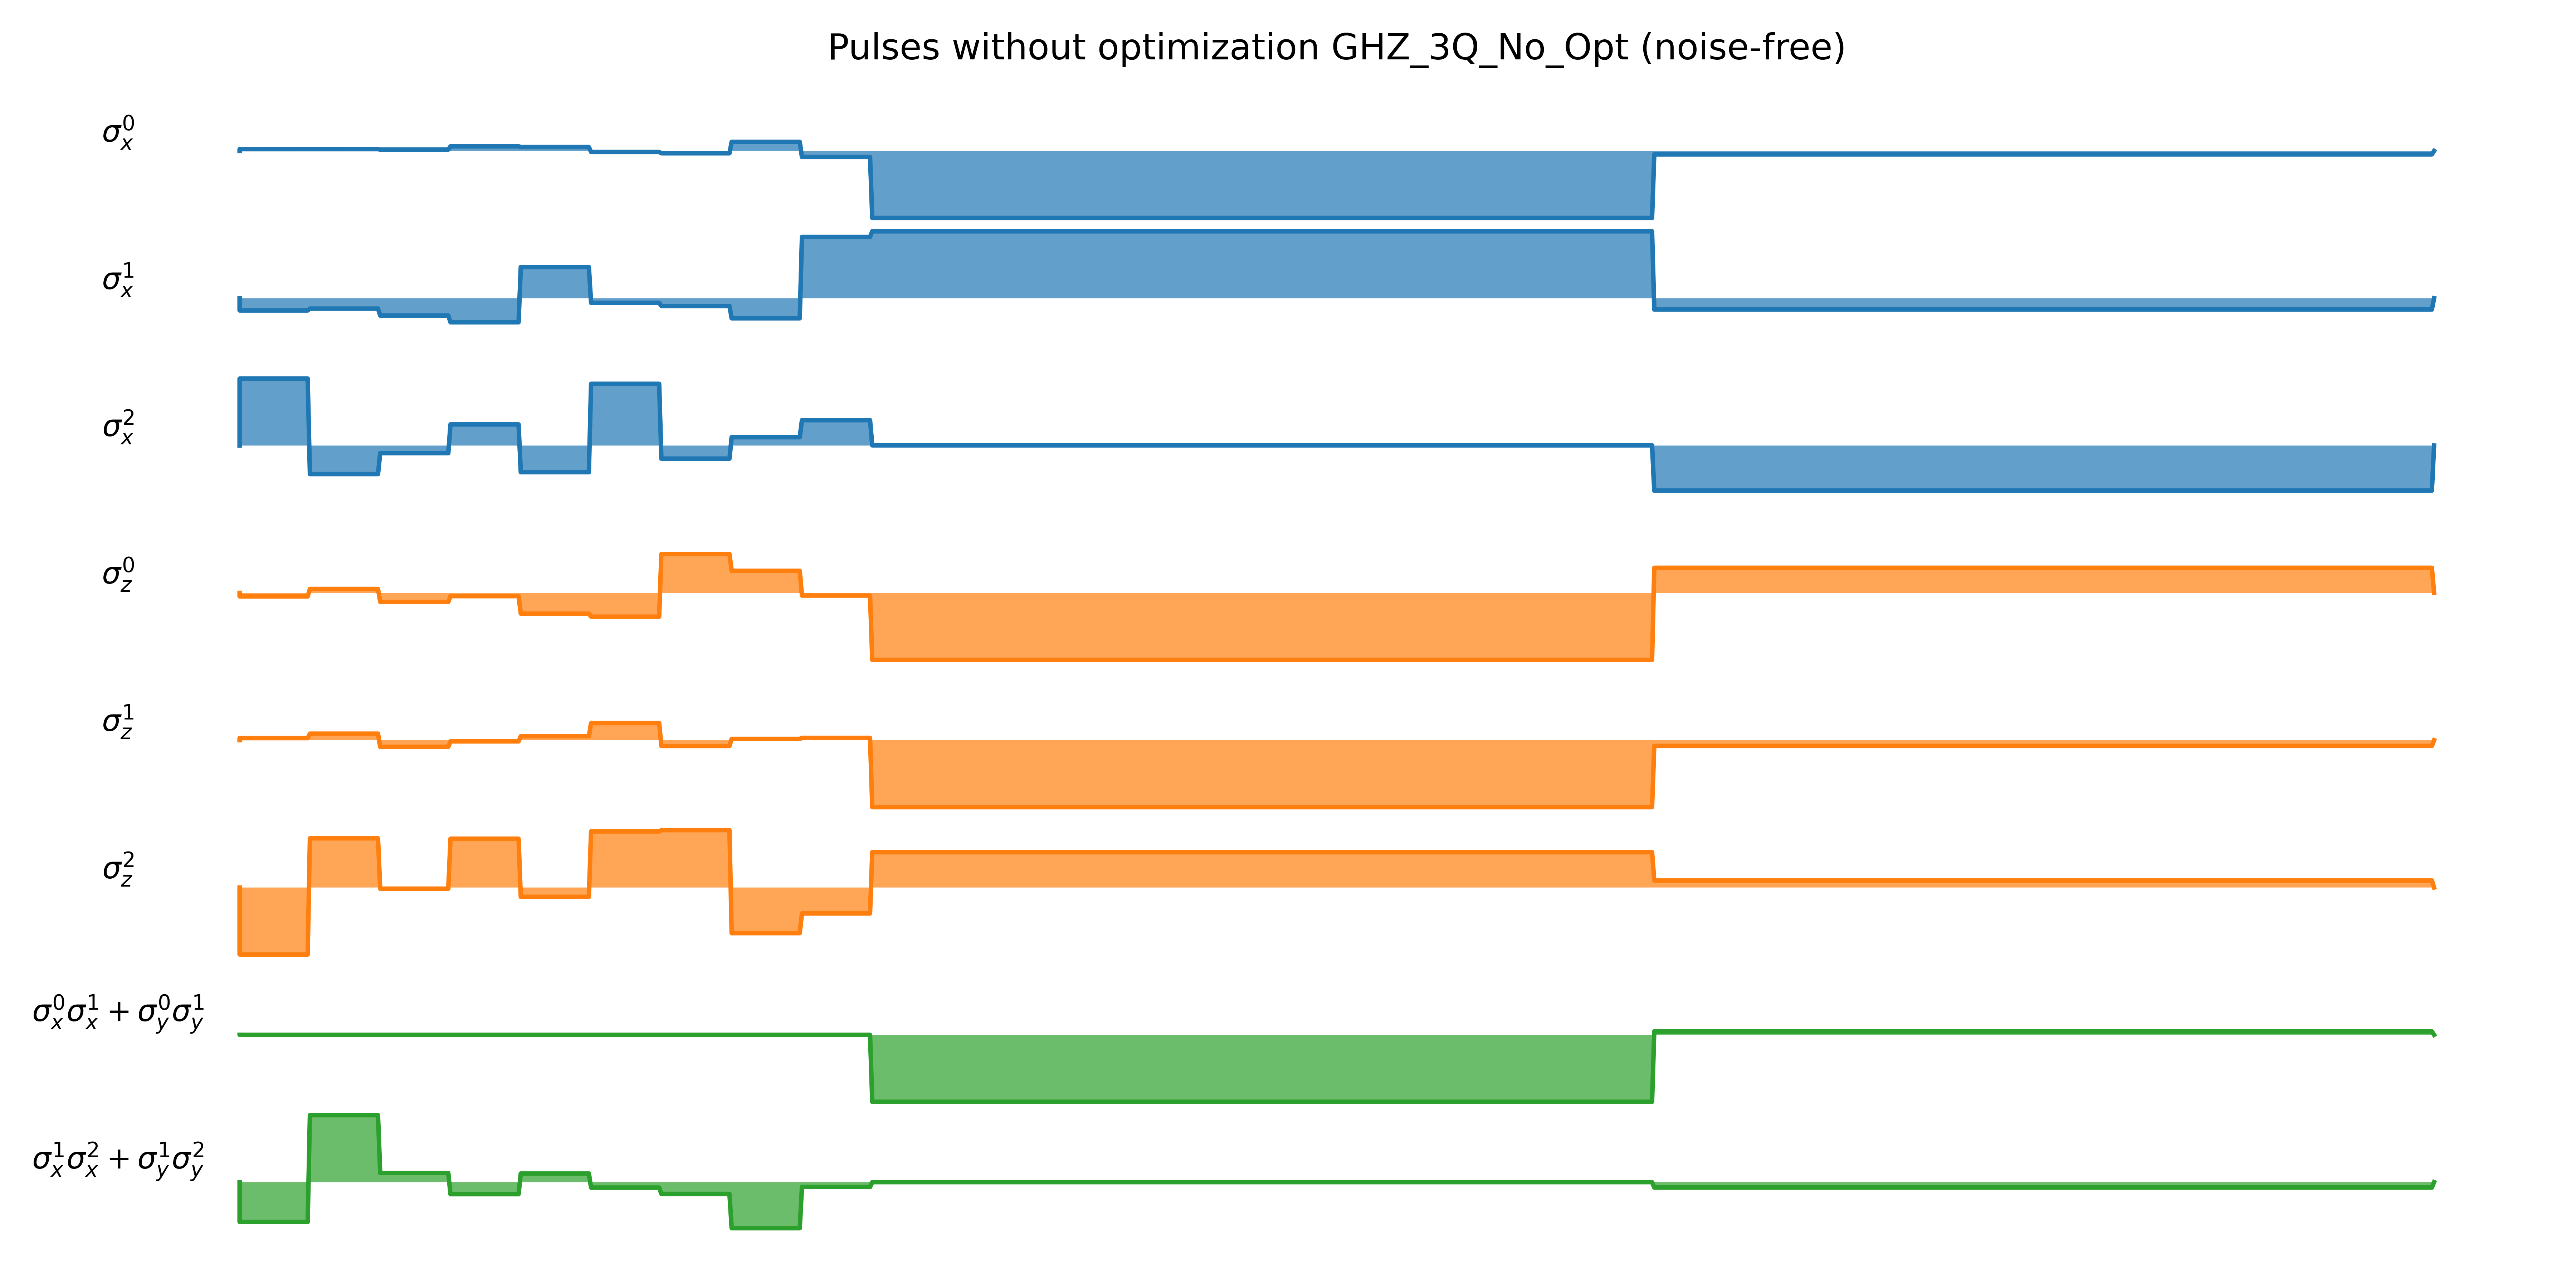 Pulses without optimization GHZ_3Q_No_Opt (noise-free)
σ_x^0
σ_x^1
σ_x^2
σ_z^0
σ_z^1
σ_z^2
σ_x^0σ_x^1 + σ_y^0σ_y^1
σ_x^1σ_x^2 + σ_y^1σ_y^2